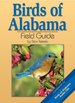 Birds of
Alabama
Field Guide
by Stan Tekiela